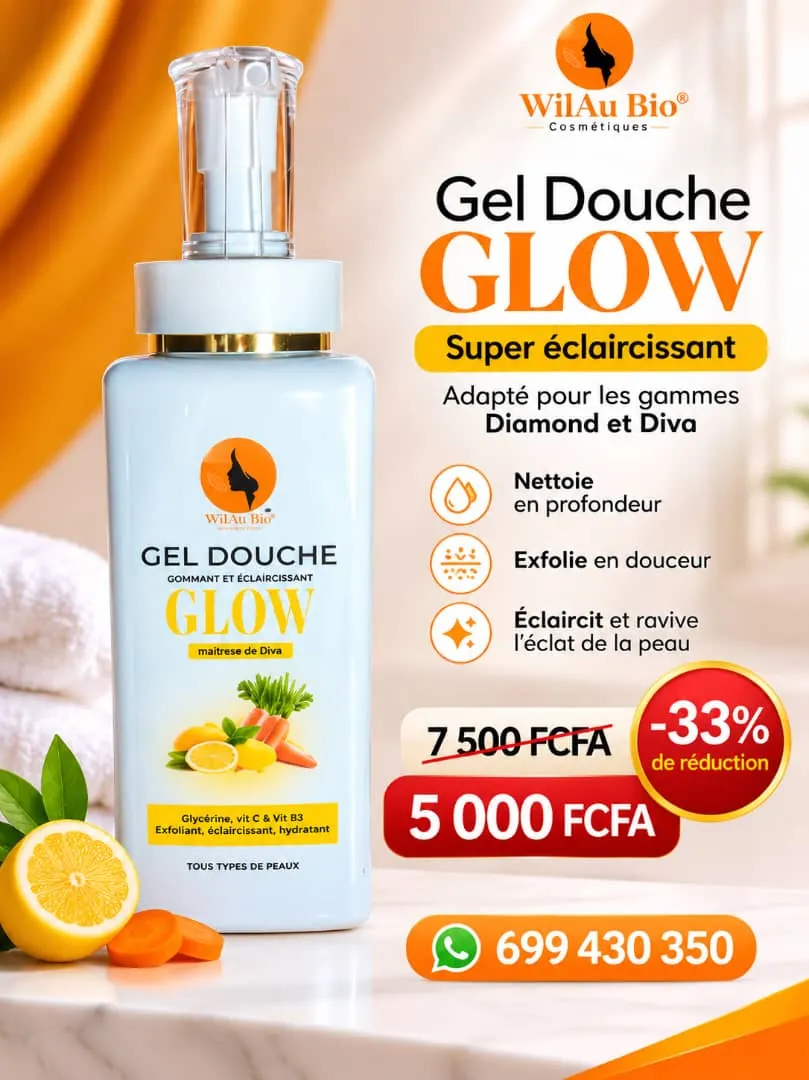 WilAu Bio®
Cosmétiques
Gel Douche
GLOW
Super éclaircissant
Adapté pour les gammes
Diamond et Diva
Nettoie
en profondeur
Exfolie en douceur
Éclaircit et ravive
l'éclat de la peau
7 500 FCFA
-33%
de réduction
5 000 FCFA
699 430 350
WilAu Bio®
GEL DOUCHE
GOMMANT ET ÉCLAIRCISSANT
GLOW
maitrese de Diva
Glycérine, vit C & Vit B3
Exfoliant, éclaircissant, hydratant
TOUS TYPES DE PEAUX